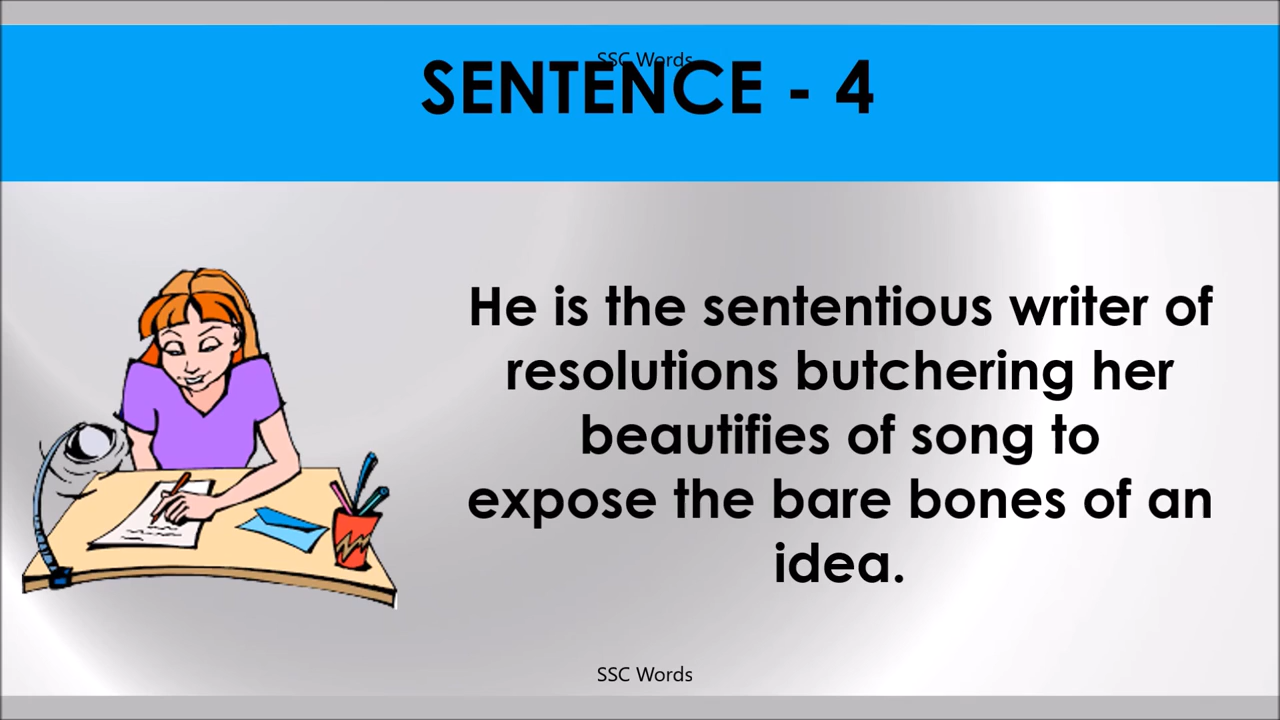 SSC Words
SENTENCE - 4
He is the sententious writer of
resolutions butchering her
beautifies of song to
expose the bare bones of an
idea.
SSC Words